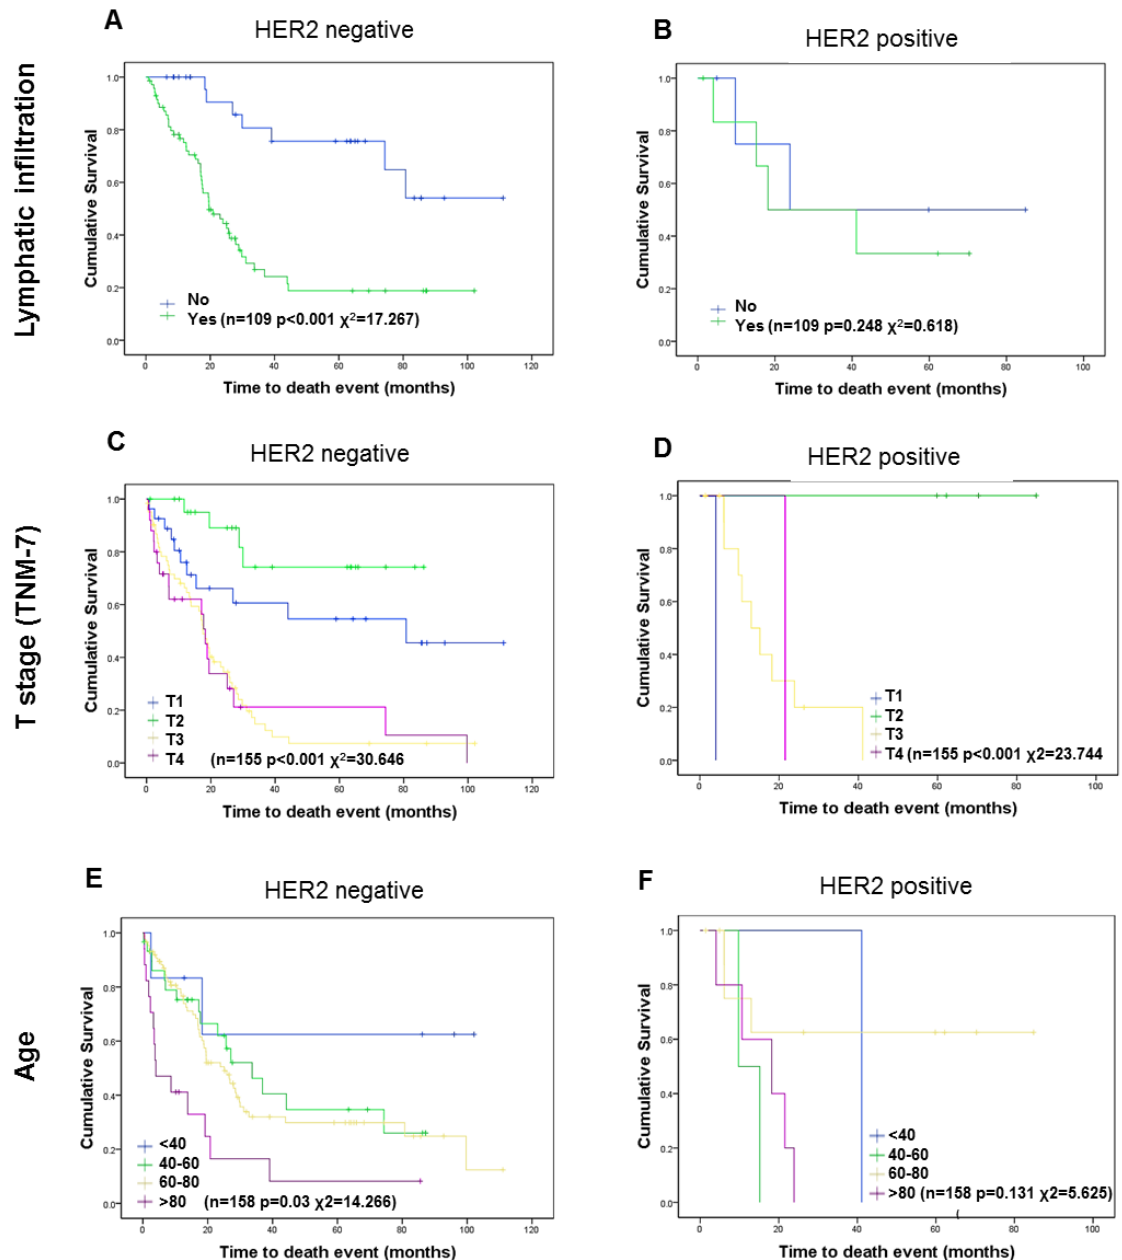 A
HER2 negative
Lymphatic infiltration
Cumulative Survival
1.0
0.8
0.6
0.4
0.2
0.0
No
Yes (n=109 p<0.001 χ²=17.267)
0 20 40 60 80 100 120
Time to death event (months)
B
HER2 positive
Cumulative Survival
1.0
0.8
0.6
0.4
0.2
0.0
No
Yes (n=109 p=0.248 χ²=0.618)
0 20 40 60 80 100
Time to death event (months)
C
HER2 negative
T stage (TNM-7)
Cumulative Survival
1.0
0.8
0.6
0.4
0.2
0.0
T1
T2
T3
T4 (n=155 p<0.001 χ²=30.646
0 20 40 60 80 100 120
Time to death event (months)
D
HER2 positive
Cumulative Survival
1.0
0.8
0.6
0.4
0.2
0.0
T1
T2
T3
T4 (n=155 p<0.001 χ2=23.744
0 20 40 60 80 100
Time to death event (months)
E
HER2 negative
Age
Cumulative Survival
1.0
0.8
0.6
0.4
0.2
0.0
<40
40-60
60-80
>80 (n=158 p=0.03 χ2=14.266)
0 20 40 60 80 100 120
Time to death event (months)
F
HER2 positive
Cumulative Survival
1.0
0.8
0.6
0.4
0.2
0.0
<40
40-60
60-80
>80 (n=158 p=0.131 χ2=5.625)
(
0 20 40 60 80 100
Time to death event (months)